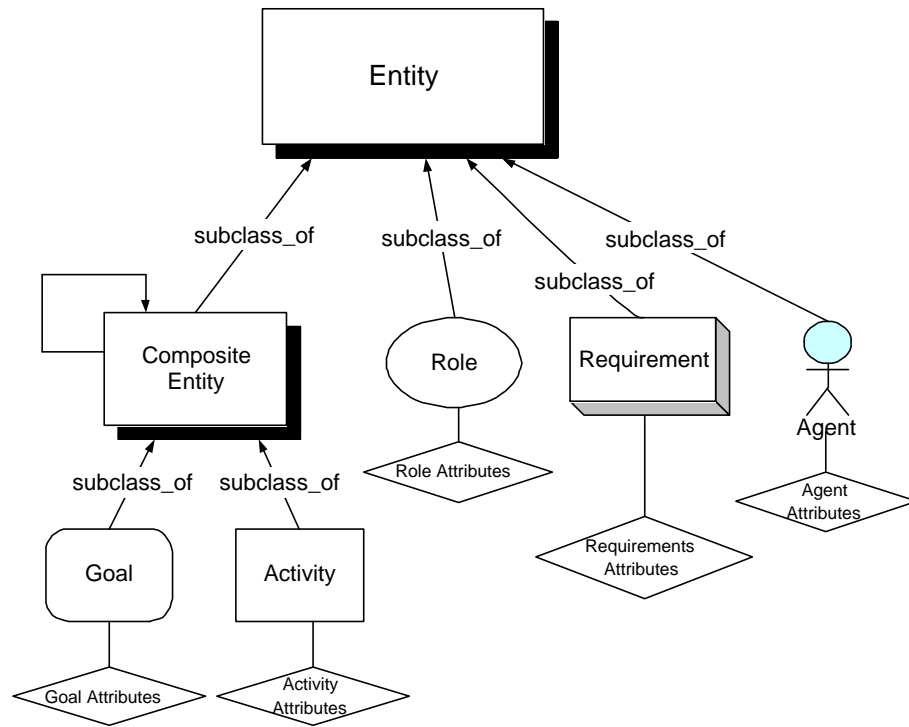 Entity
subclass_of
subclass_of
subclass_of
subclass_of
Composite
Entity
Role
Requirement
Agent
Role Attributes
subclass_of
subclass_of
Agent
Attributes
Requirements
Attributes
Goal
Activity
Goal Attributes
Activity
Attributes